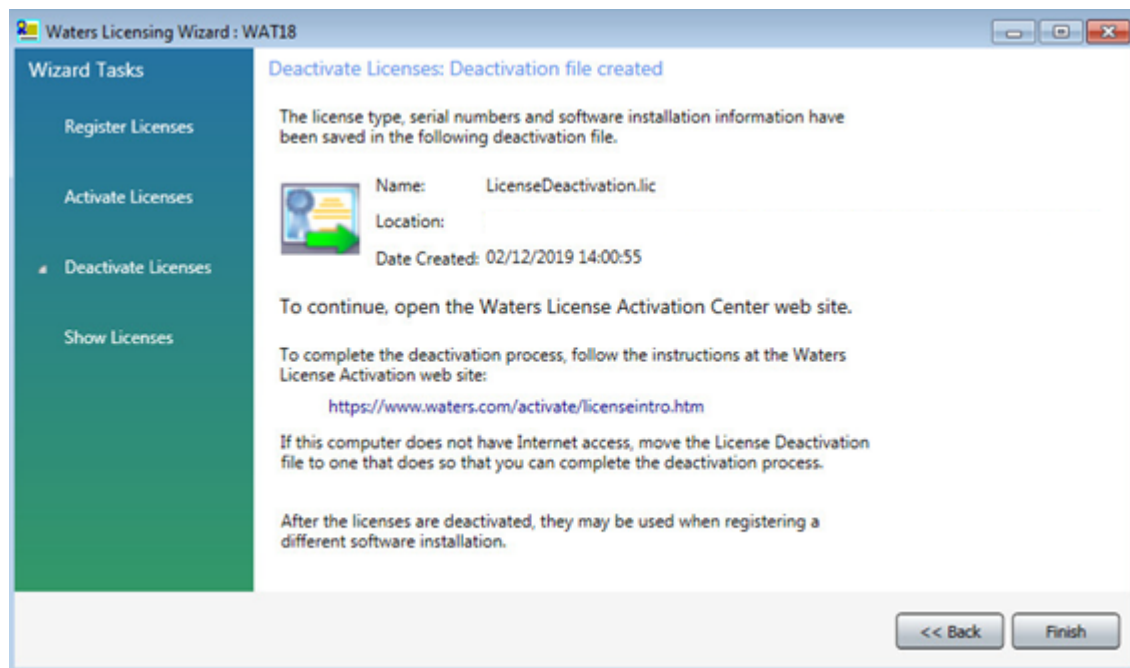 Waters Licensing Wizard : WAT18
Wizard Tasks
Register Licenses
Activate Licenses
Deactivate Licenses
Show Licenses
Deactivate Licenses: Deactivation file created
The license type, serial numbers and software installation information have
been saved in the following deactivation file.
Name: LicenseDeactivation.lic
Location:
Date Created: 02/12/2019 14:00:55
To continue, open the Waters License Activation Center web site.
To complete the deactivation process, follow the instructions at the Waters
License Activation web site:
https://www.waters.com/activate/licenseintro.htm
If this computer does not have Internet access, move the License Deactivation
file to one that does so that you can complete the deactivation process.
After the licenses are deactivated, they may be used when registering a
different software installation.
<< Back Finish